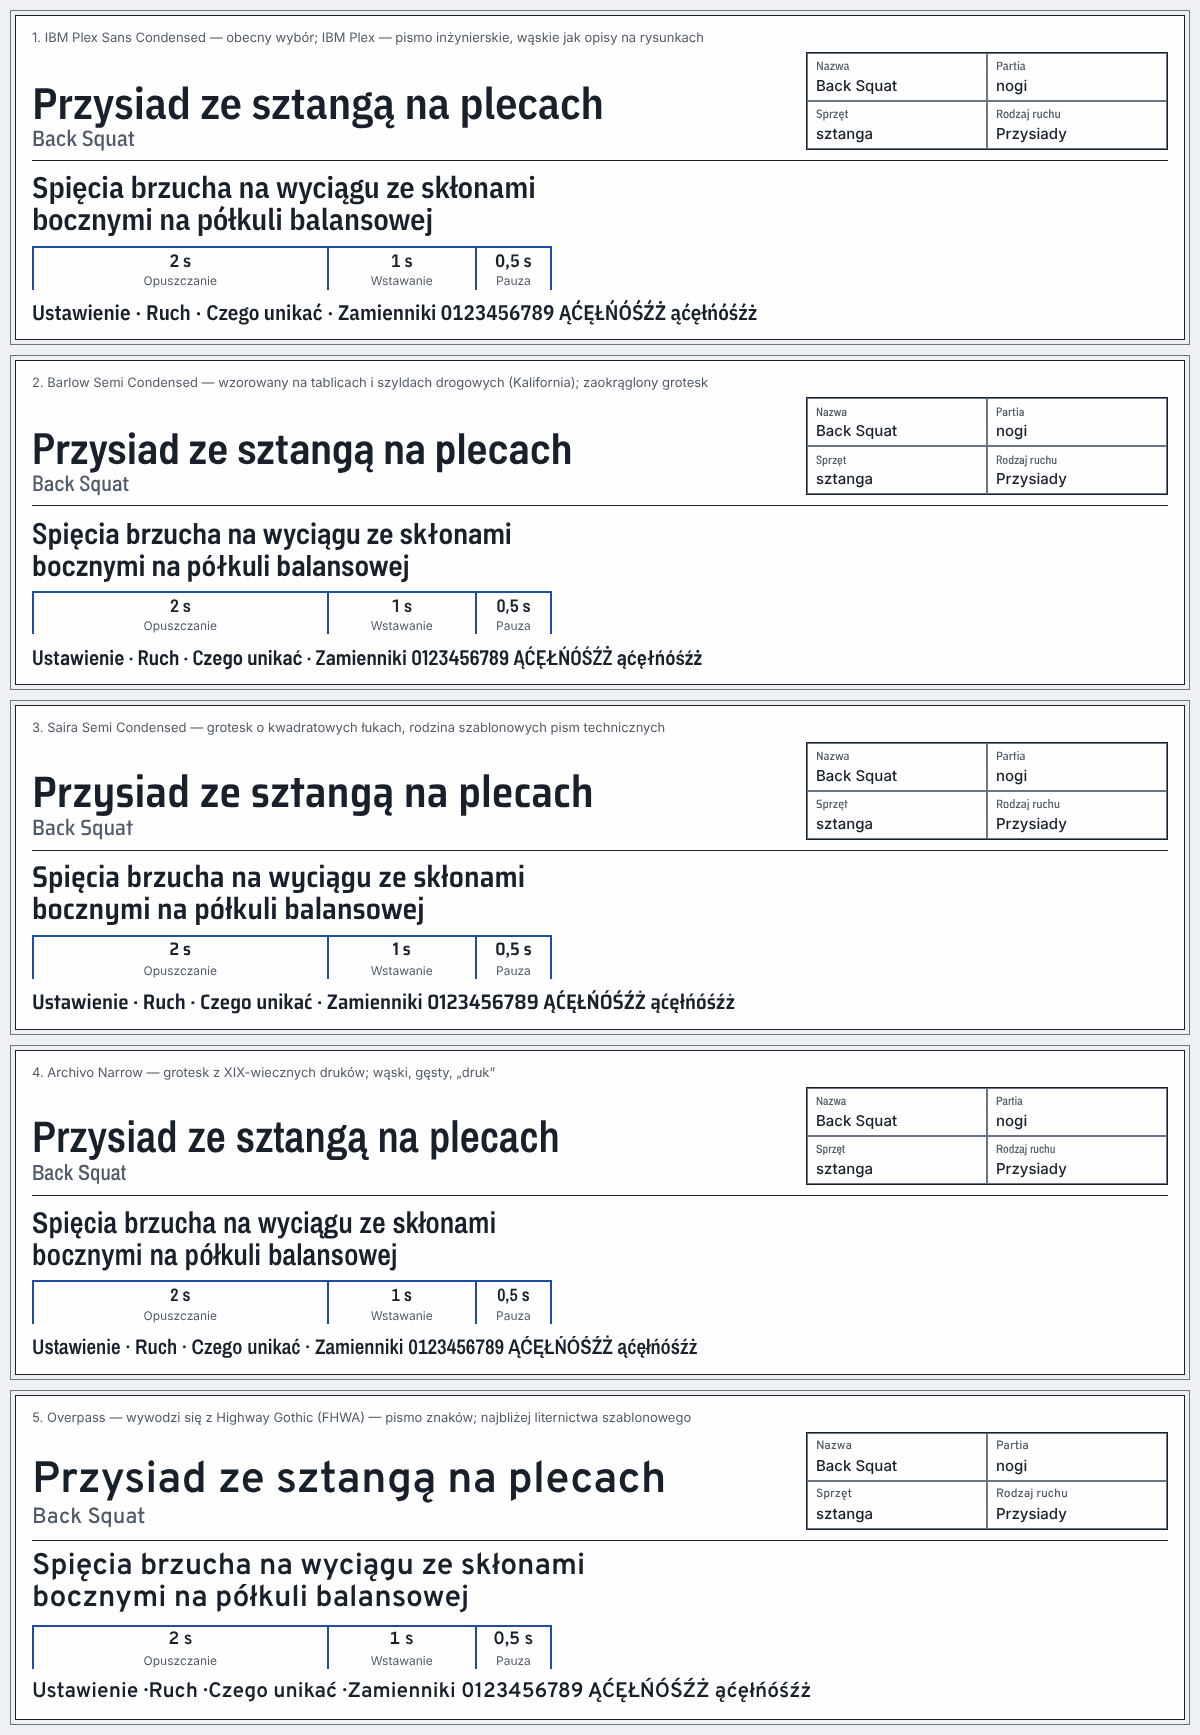 1. IBM Plex Sans Condensed — obecny wybór; IBM Plex — pismo inżynierskie, wąskie jak opisy na rysunkach
Przysiad ze sztangą na plecach
Back Squat
Nazwa
Back Squat
Partia
nogi
Sprzęt
sztanga
Rodzaj ruchu
Przysiady
Spięcia brzucha na wyciągu ze skłonami
bocznymi na półkuli balansowej
2 s
Opuszczanie
1 s
Wstawanie
0,5 s
Pauza
Ustawienie · Ruch · Czego unikać · Zamienniki 0123456789 ĄĆĘŁŃÓŚŹŻ ąćęłńóśźż
2. Barlow Semi Condensed — wzorowany na tablicach i szyldach drogowych (Kalifornia); zaokrąglony grotesk
Przysiad ze sztangą na plecach
Back Squat
Nazwa
Back Squat
Partia
nogi
Sprzęt
sztanga
Rodzaj ruchu
Przysiady
Spięcia brzucha na wyciągu ze skłonami
bocznymi na półkuli balansowej
2 s
Opuszczanie
1 s
Wstawanie
0,5 s
Pauza
Ustawienie · Ruch · Czego unikać · Zamienniki 0123456789 ĄĆĘŁŃÓŚŹŻ ąćęłńóśźż
3. Saira Semi Condensed — grotesk o kwadratowych łukach, rodzina szablonowych pism technicznych
Przysiad ze sztangą na plecach
Back Squat
Nazwa
Back Squat
Partia
nogi
Sprzęt
sztanga
Rodzaj ruchu
Przysiady
Spięcia brzucha na wyciągu ze skłonami
bocznymi na półkuli balansowej
2 s
Opuszczanie
1 s
Wstawanie
0,5 s
Pauza
Ustawienie · Ruch · Czego unikać · Zamienniki 0123456789 ĄĆĘŁŃÓŚŹŻ ąćęłńóśźż
4. Archivo Narrow — grotesk z XIX-wiecznych druków; wąski, gęsty, „druk”
Przysiad ze sztangą na plecach
Back Squat
Nazwa
Back Squat
Partia
nogi
Sprzęt
sztanga
Rodzaj ruchu
Przysiady
Spięcia brzucha na wyciągu ze skłonami
bocznymi na półkuli balansowej
2 s
Opuszczanie
1 s
Wstawanie
0,5 s
Pauza
Ustawienie · Ruch · Czego unikać · Zamienniki 0123456789 ĄĆĘŁŃÓŚŹŻ ąćęłńóśźż
5. Overpass — wywodzi się z Highway Gothic (FHWA) — pismo znaków; najbliżej liternictwa szablonowego
Przysiad ze sztangą na plecach
Back Squat
Nazwa
Back Squat
Partia
nogi
Sprzęt
sztanga
Rodzaj ruchu
Przysiady
Spięcia brzucha na wyciągu ze skłonami
bocznymi na półkuli balansowej
2 s
Opuszczanie
1 s
Wstawanie
0,5 s
Pauza
Ustawienie ·Ruch ·Czego unikać ·Zamienniki 0123456789 ĄĆĘŁŃÓŚŹŻ ąćęłńóśźż